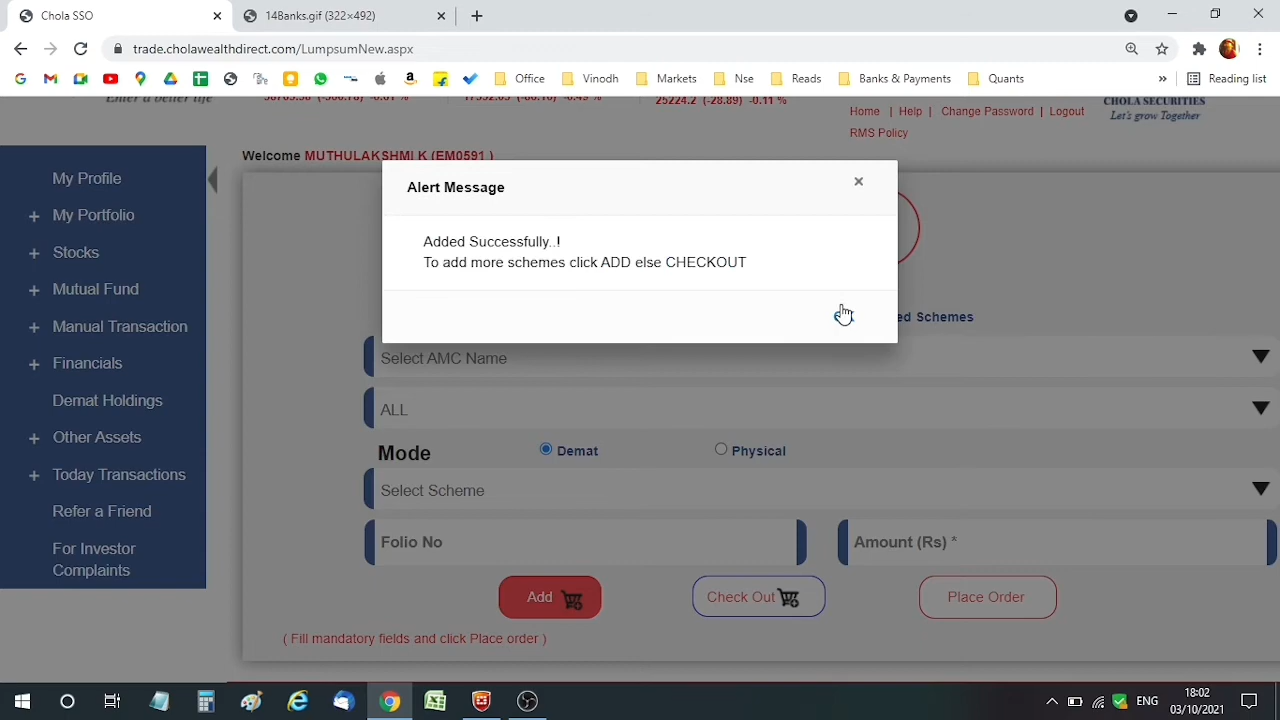 Chola SSO
14Banks.gif (322×492)
trade.cholawealthdirect.com/LumpsumNew.aspx
Office
Vinodh
Markets
Nse
Reads
Banks & Payments
Quants
»
Reading list
Enter a better life
25224.2 (-28.89) -0.11 %
Home | Help | Change Password | Logout
RMS Policy
CHOLA SECURITIES
Let's grow Together
Welcome MUTHULAKSHMI K (EM0591 )
My Profile
+ My Portfolio
+ Stocks
+ Mutual Fund
+ Manual Transaction
+ Financials
Demat Holdings
+ Other Assets
+ Today Transactions
Refer a Friend
For Investor
Complaints
Alert Message
×
Added Successfully..!
To add more schemes click ADD else CHECKOUT
Schemes
Select AMC Name
ALL
Mode
Demat
Physical
Select Scheme
Folio No
Amount (Rs) *
Add
Check Out
Place Order
( Fill mandatory fields and click Place order )
ENG
18:02
03/10/2021